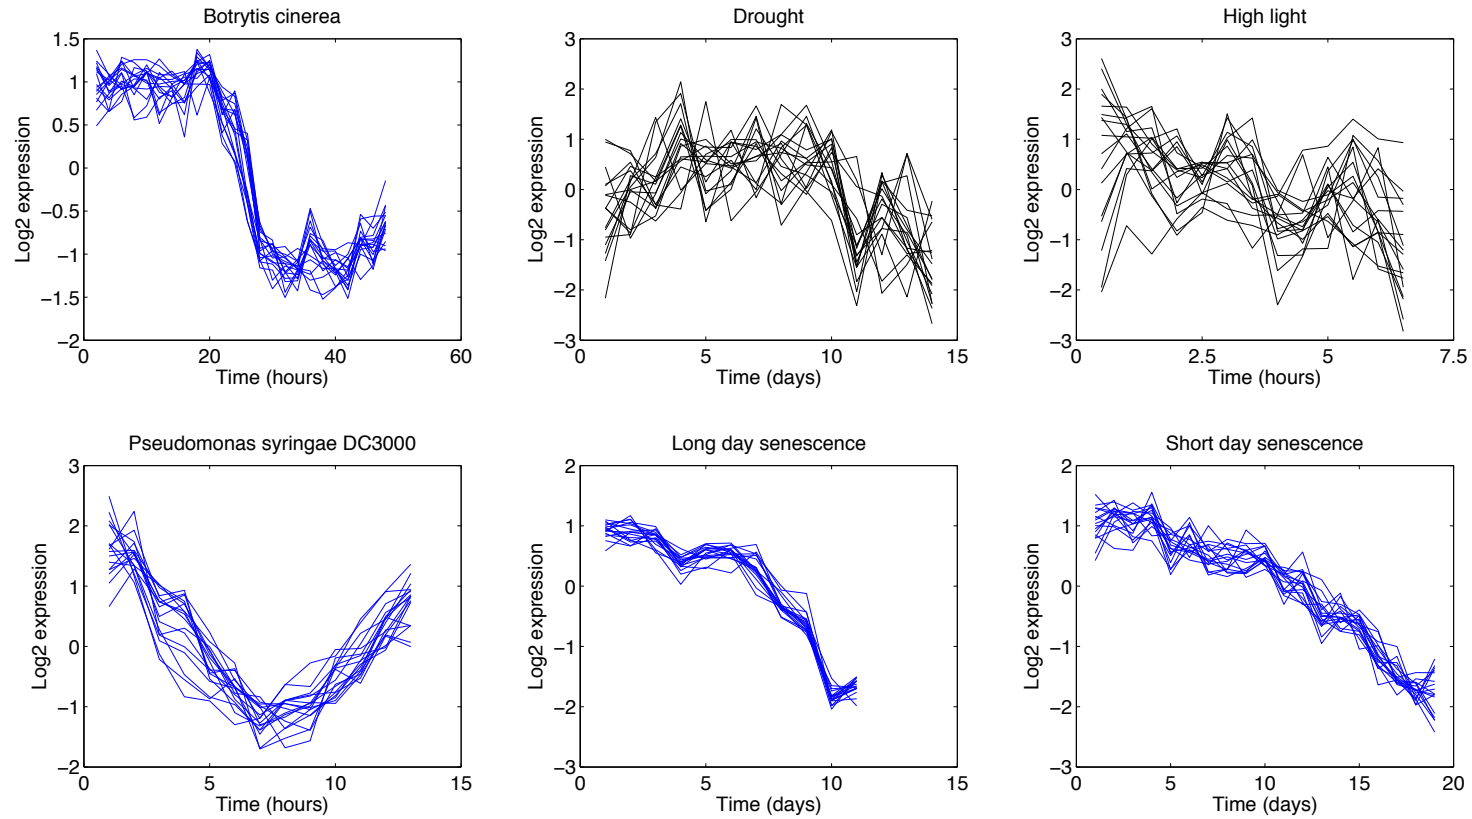 Botrytis cinerea
1.5
1
0.5
0
−0.5
−1
−1.5
−2
Log2 expression
0 20 40 60
Time (hours)
Drought
3
2
1
0
−1
−2
−3
Log2 expression
0 5 10 15
Time (days)
High light
3
2
1
0
−1
−2
−3
Log2 expression
0 2.5 5 7.5
Time (hours)
Pseudomonas syringae DC3000
3
2
1
0
−1
−2
Log2 expression
0 5 10 15
Time (hours)
Long day senescence
2
1
0
−1
−2
−3
Log2 expression
0 5 10 15
Time (days)
Short day senescence
2
1
0
−1
−2
−3
Log2 expression
0 5 10 15 20
Time (days)